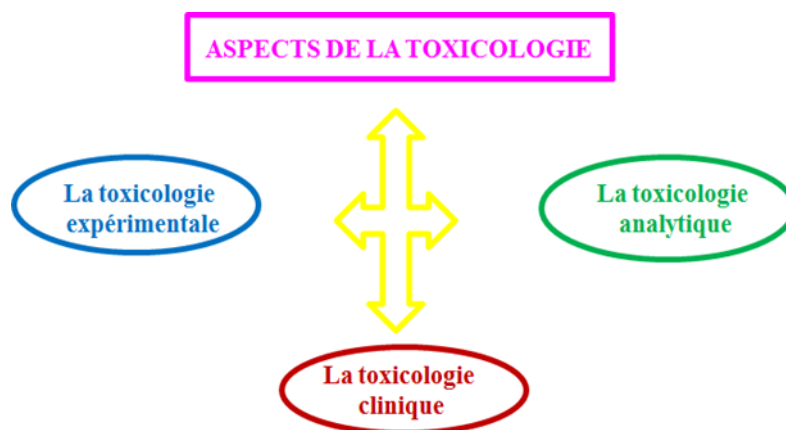 ASPECTS DE LA TOXICOLOGIE
La toxicologie
expérimentale
La toxicologie
analytique
La toxicologie
clinique